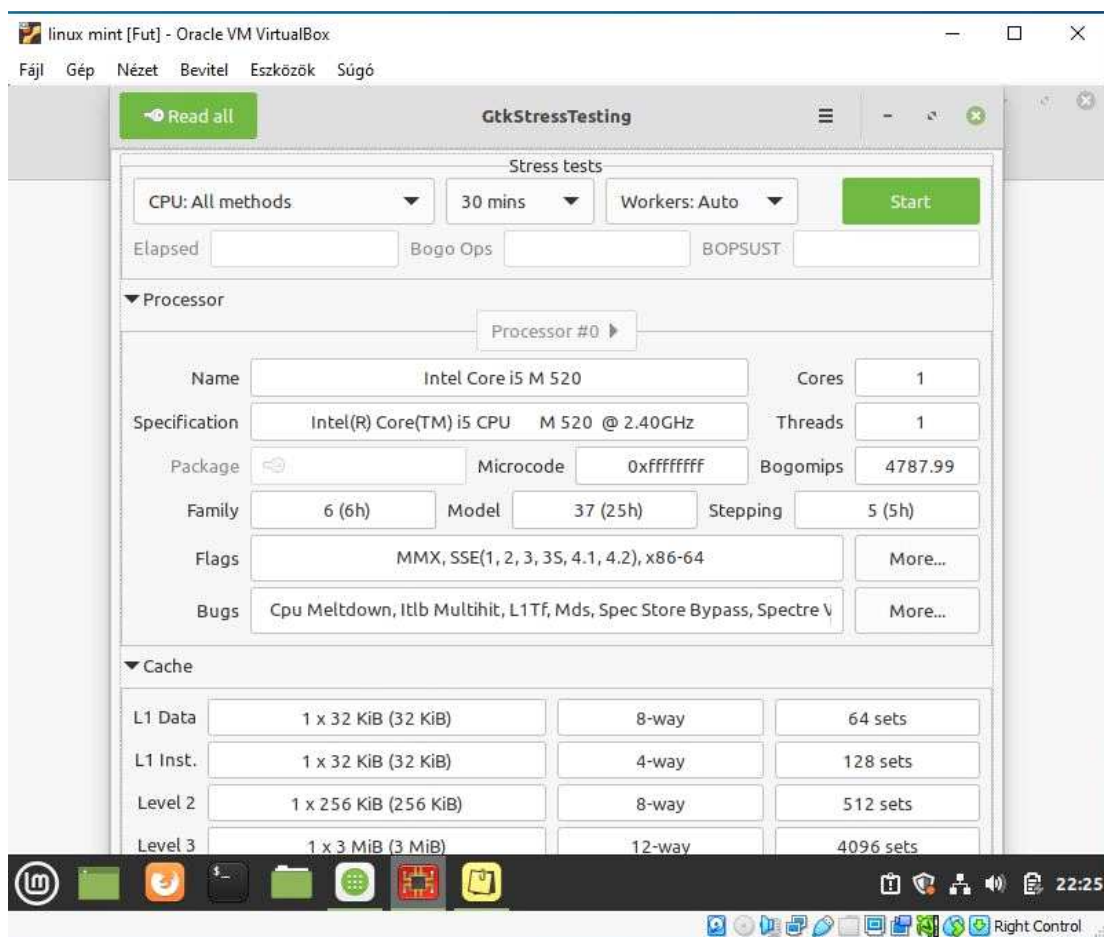 linux mint [Fut] - Oracle VM VirtualBox
Fájl Gép Nézet Bevitel Eszközök Súgó
Read all GtkStressTesting
Stress tests
CPU: All methods 30 mins Workers: Auto Start
Elapsed Bogo Ops BOPSUST
Processor
Processor #0
Name Intel Core i5 M 520 Cores 1
Specification Intel(R) Core(TM) i5 CPU M 520 @ 2.40GHz Threads 1
Package Microcode 0xffffffff Bogomips 4787.99
Family 6 (6h) Model 37 (25h) Stepping 5 (5h)
Flags MMX, SSE(1, 2, 3, 3S, 4.1, 4.2), x86-64 More...
Bugs Cpu Meltdown, Itlb Multihit, L1Tf, Mds, Spec Store Bypass, Spectre V More...
Cache
L1 Data 1 x 32 KiB (32 KiB) 8-way 64 sets
L1 Inst. 1 x 32 KiB (32 KiB) 4-way 128 sets
Level 2 1 x 256 KiB (256 KiB) 8-way 512 sets
Level 3 1 x 3 MiB (3 MiB) 12-way 4096 sets
22:25
Right Control